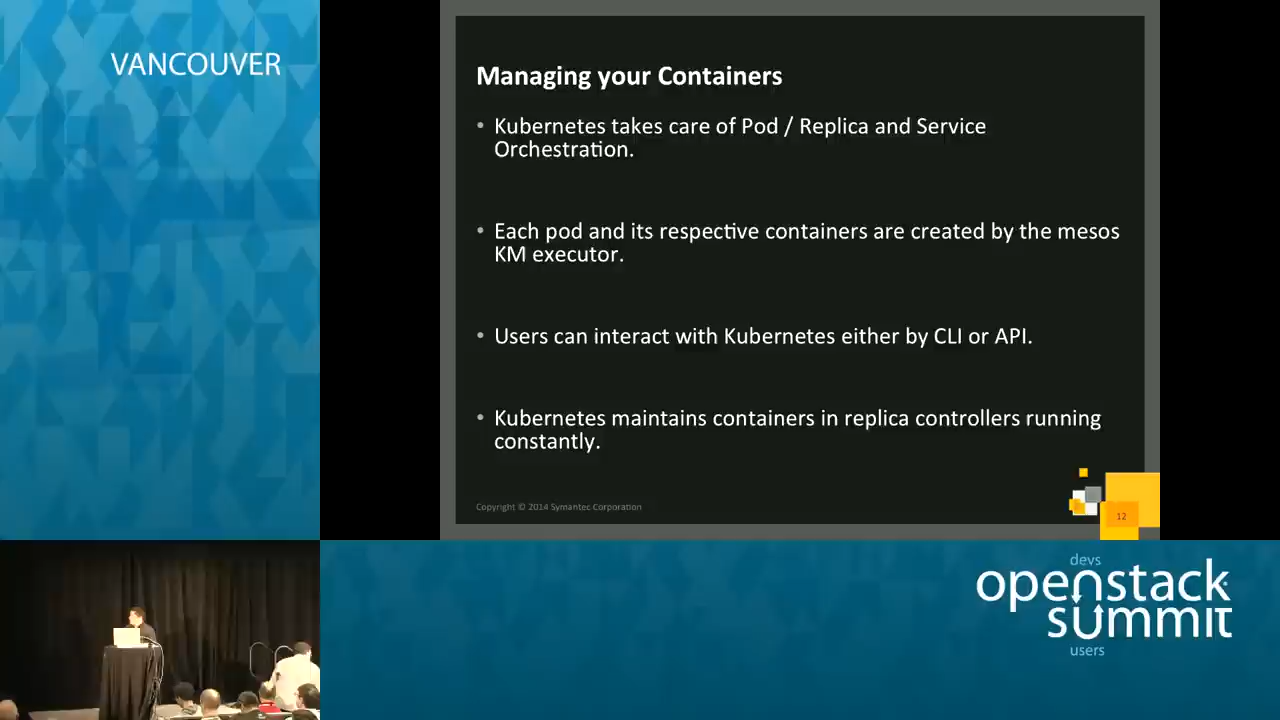 VANCOUVER
Managing your Containers
• Kubernetes takes care of Pod / Replica and Service
Orchestration.
• Each pod and its respective containers are created by the mesos
KM executor.
• Users can interact with Kubernetes either by CLI or API.
• Kubernetes maintains containers in replica controllers running
constantly.
Copyright © 2014 Symantec Corporation
12
devs
openstack
summit
users